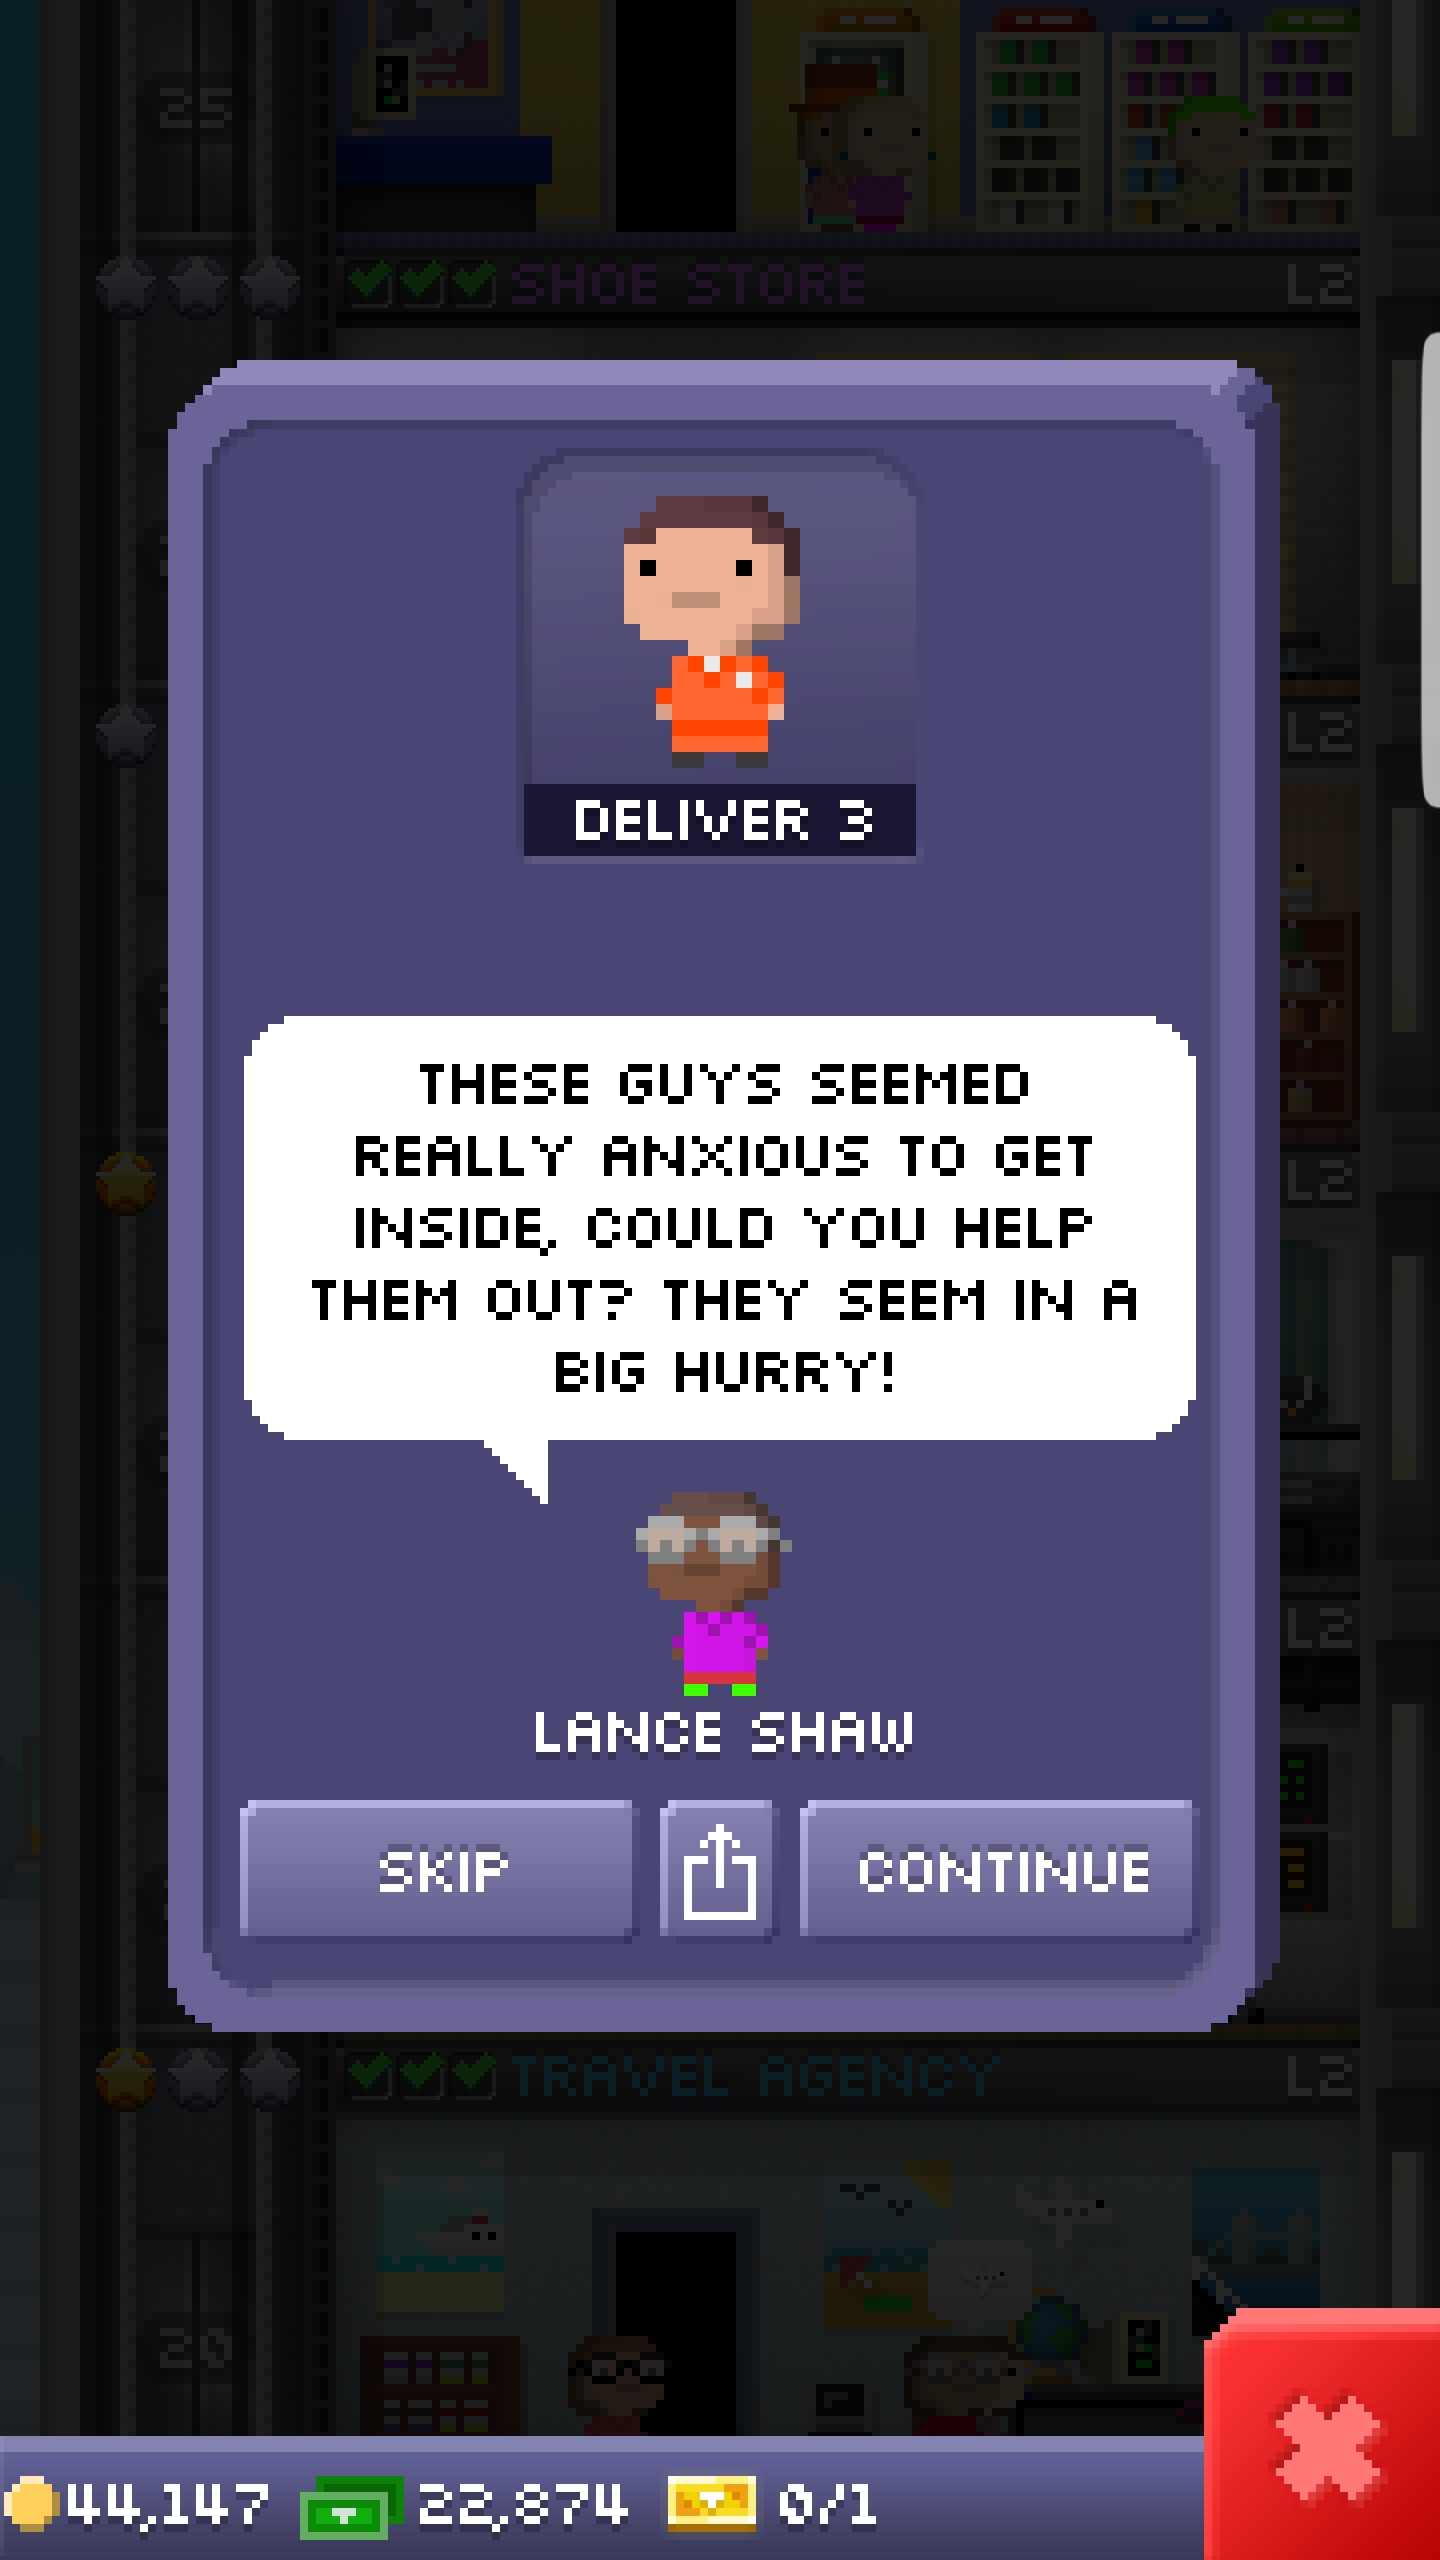 25
SHOE STORE L2
L2
DELIVER 3
THESE GUYS SEEMED
REALLY ANXIOUS TO GET
INSIDE, COULD YOU HELP
THEM OUT? THEY SEEM IN A
BIG HURRY!
L2
L2
LANCE SHAW
SKIP CONTINUE
TRAVEL AGENCY L2
20
44,147 22,874 0/1